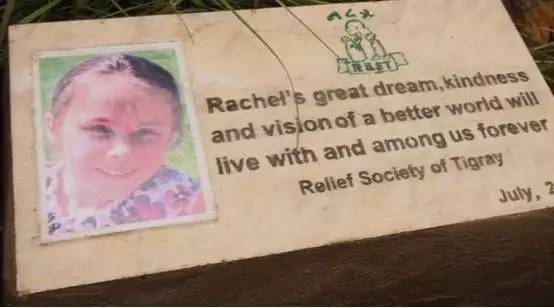 REST
Rachel's great dream,kindness
and vision of a better world will
live with and among us forever
Relief Society of Tigray
July, 2